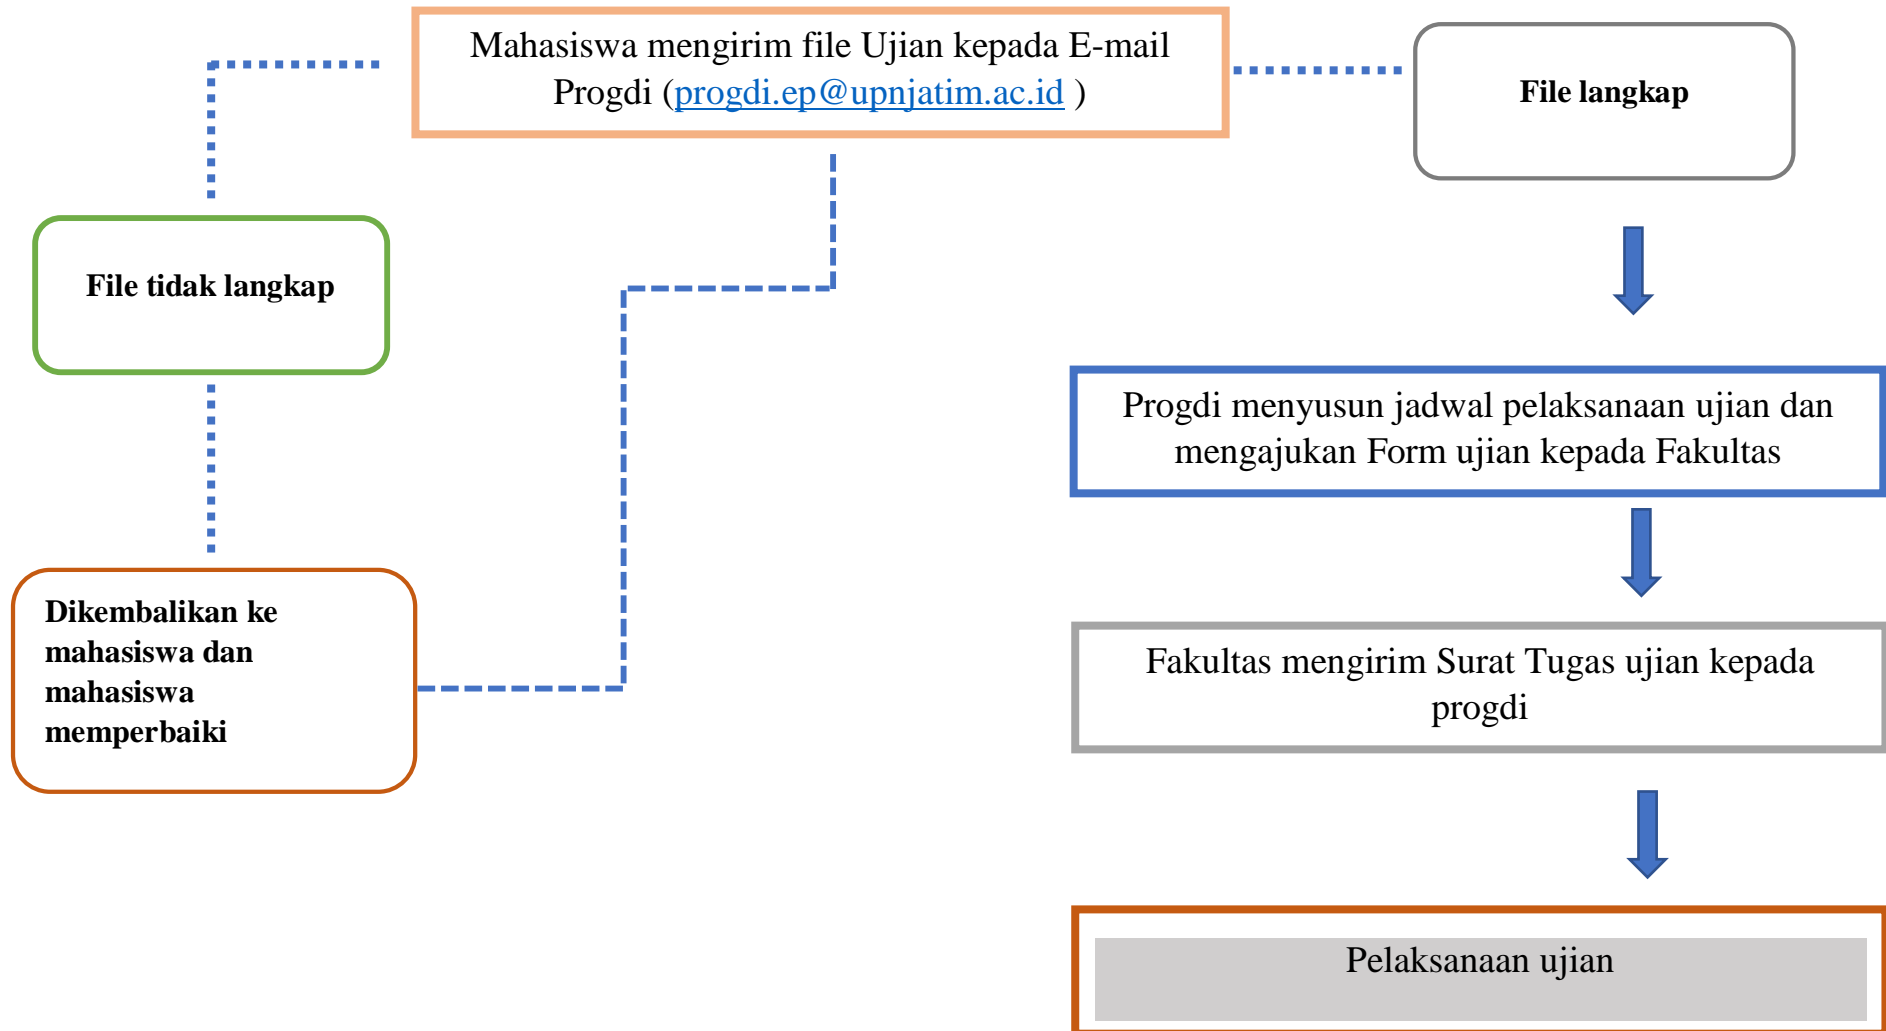 Mahasiswa mengirim file Ujian kepada E-mail
Progdi (progdi.ep@upnjatim.ac.id )
File langkap
File tidak langkap
Progdi menyusun jadwal pelaksanaan ujian dan
mengajukan Form ujian kepada Fakultas
Dikembalikan ke
mahasiswa dan
mahasiswa
memperbaiki
Fakultas mengirim Surat Tugas ujian kepada
progdi
Pelaksanaan ujian